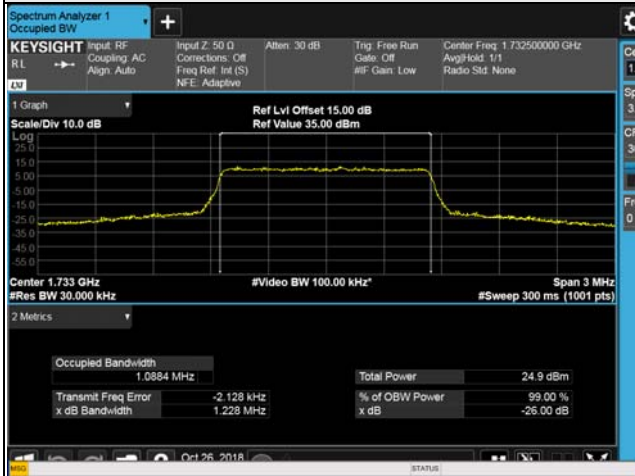 Spectrum Analyzer 1
Occupied BW
+
KEYSIGHT
RL
Input: RF
Coupling: AC
Align: Auto
Input Z: 50 Ω
Corrections: Off
Freq Ref: Int (S)
NFE: Adaptive
Atten: 30 dB
Trig: Free Run
Gate: Off
#IF Gain: Low
Center Freq: 1.732500000 GHz
Avg|Hold: 1/1
Radio Std: None
1 Graph
Scale/Div 10.0 dB
Ref Lvl Offset 15.00 dB
Ref Value 35.00 dBm
Log
25.0
15.0
5.00
-5.00
-15.0
-25.0
-35.0
-45.0
-55.0
Center 1.733 GHz
#Res BW 30.000 kHz
#Video BW 100.00 kHz*
Span 3 MHz
#Sweep 300 ms (1001 pts)
2 Metrics
Occupied Bandwidth
1.0884 MHz
Total Power 24.9 dBm
Transmit Freq Error -2.128 kHz
% of OBW Power 99.00 %
x dB Bandwidth 1.228 MHz
x dB -26.00 dB
Oct 26, 2018
MSG
STATUS